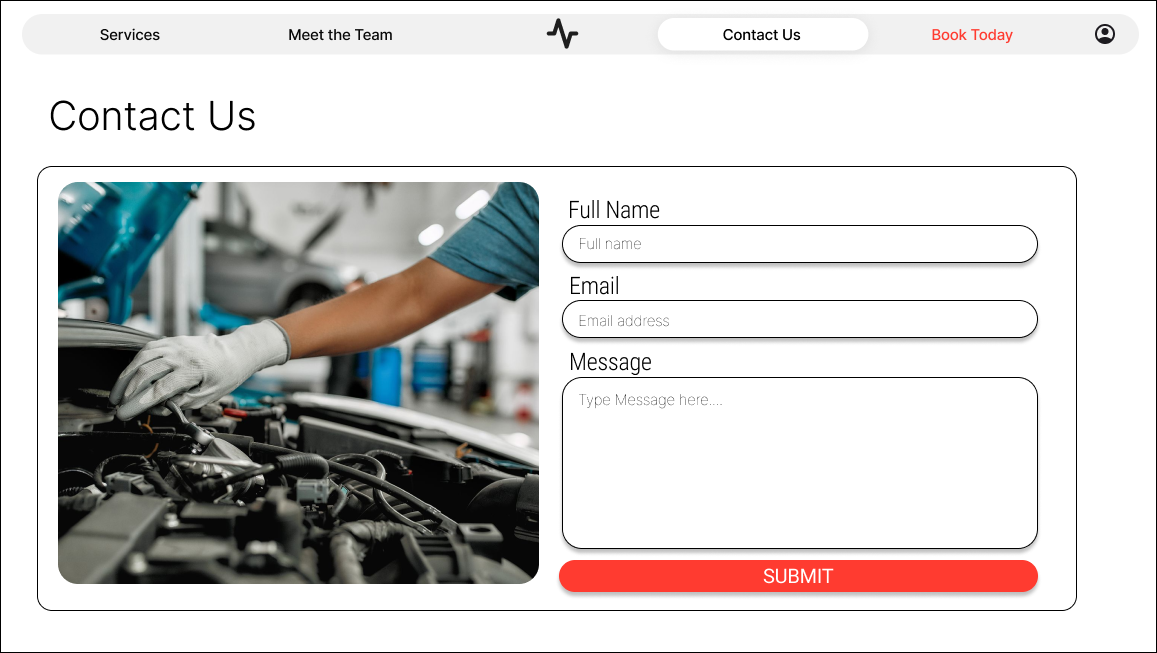 Services
Meet the Team
Contact Us
Book Today
Contact Us
Full Name
Full name
Email
Email address
Message
Type Message here....
SUBMIT